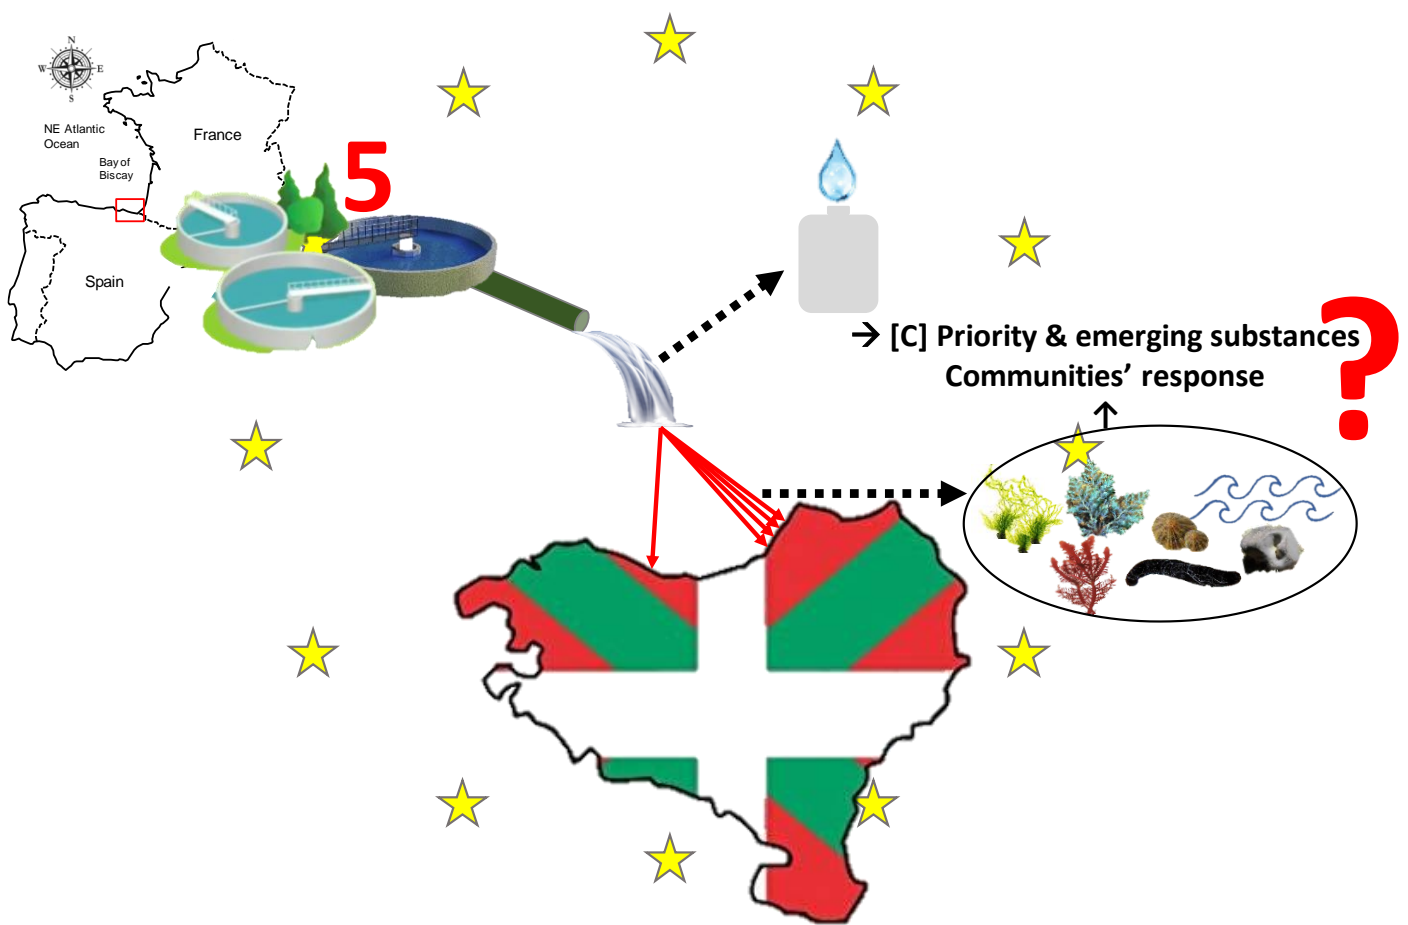 N
W E
S
NE Atlantic
Ocean
France
Bay of
Biscay
5
Spain
→ [C] Priority & emerging substances
Communities’ response
?